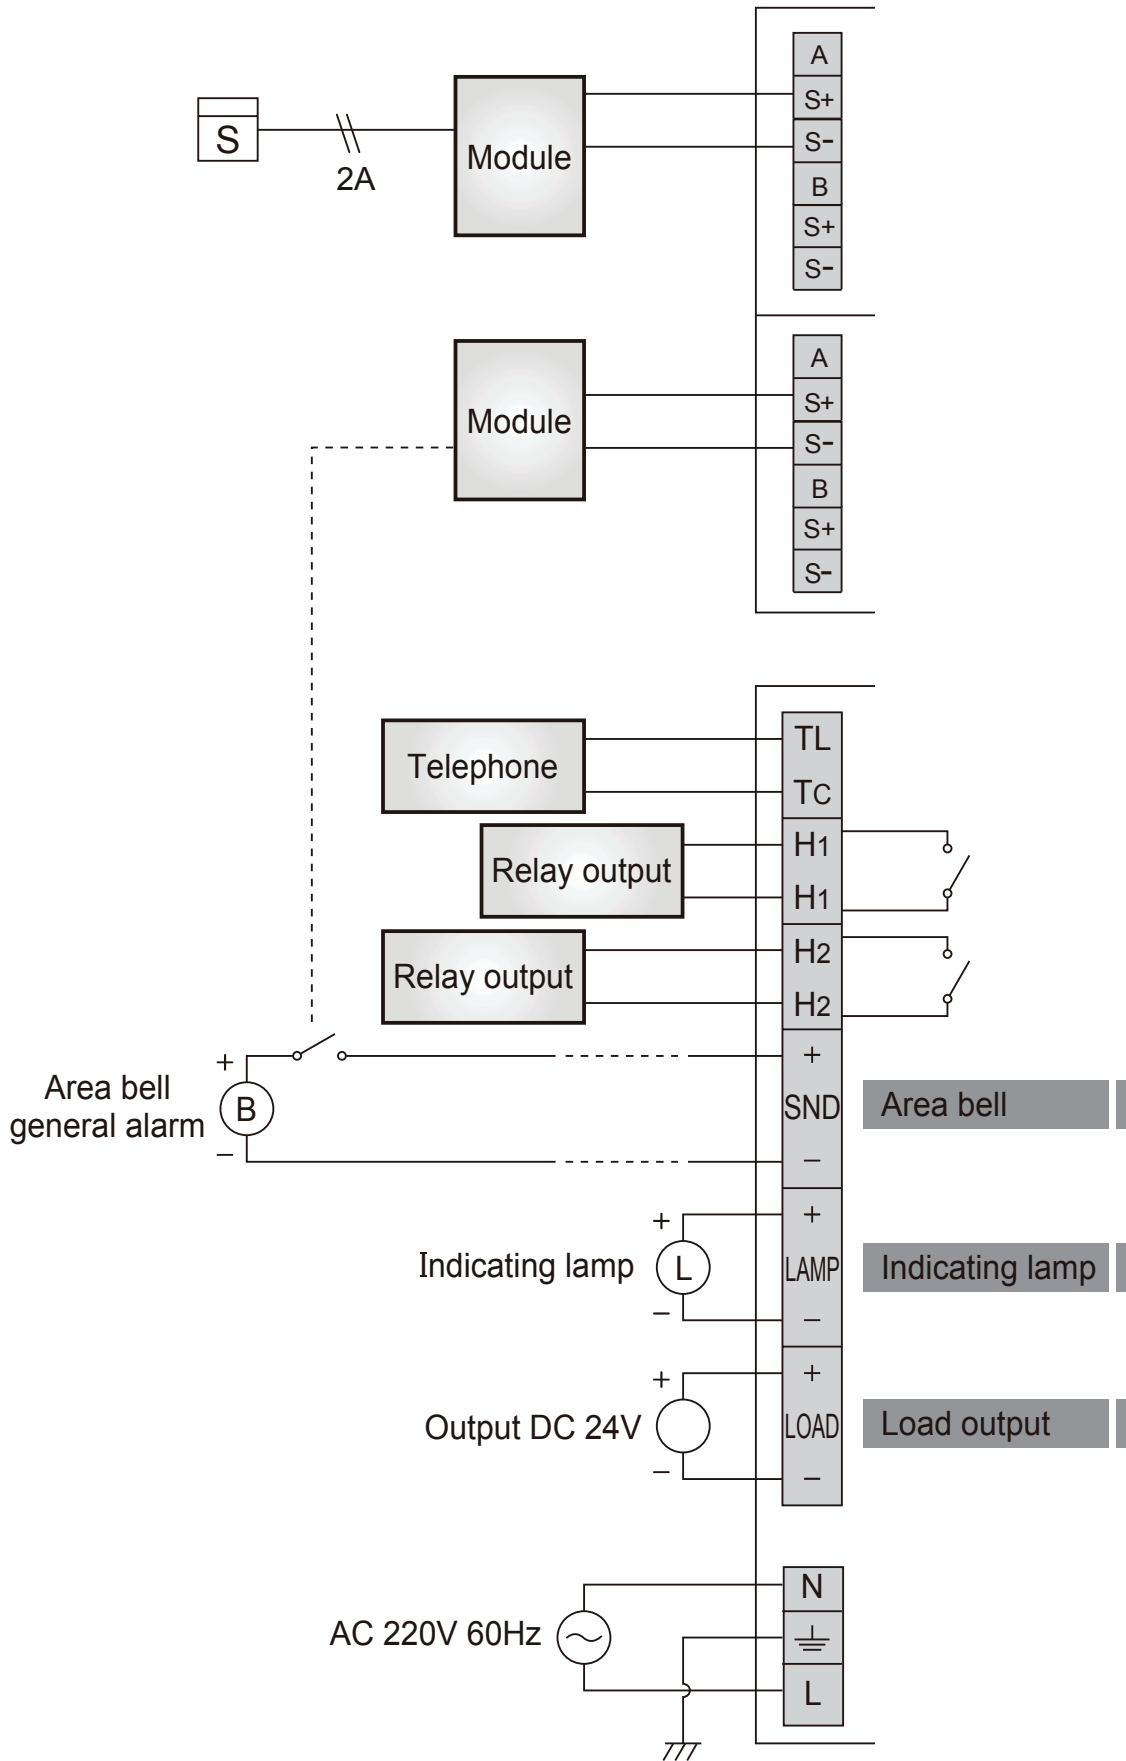 A
S+
S-
B
S+
S-
S
2A
Module
A
S+
S-
B
S+
S-
Module
Telephone
TL
TC
Relay output
H1
H1
Relay output
H2
H2
Area bell
general alarm
+
B
−
+
SND
−
Area bell
Indicating lamp
+
L
−
+
LAMP
−
Indicating lamp
Output DC 24V
+
−
+
LOAD
−
Load output
AC 220V 60Hz
N
L